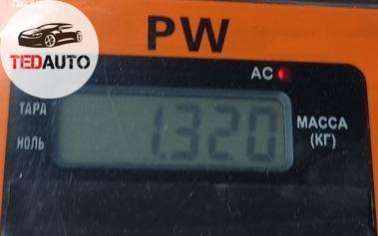 TEDAUTO
PW
AC
ТАРА
НОЛЬ
1.320
МАССА
(КГ)